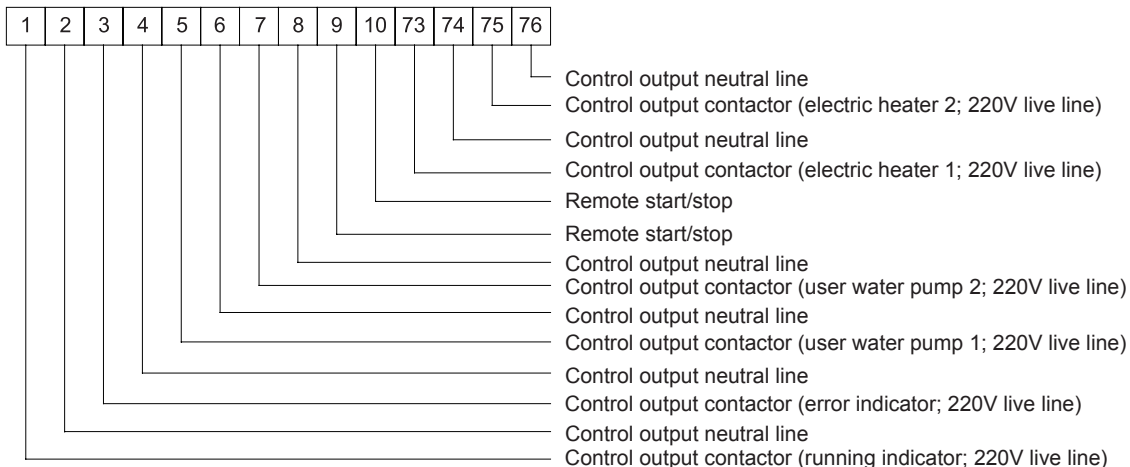 1 2 3 4 5 6 7 8 9 10 73 74 75 76
Control output neutral line
Control output contactor (electric heater 2; 220V live line)
Control output neutral line
Control output contactor (electric heater 1; 220V live line)
Remote start/stop
Remote start/stop
Control output neutral line
Control output contactor (user water pump 2; 220V live line)
Control output neutral line
Control output contactor (user water pump 1; 220V live line)
Control output neutral line
Control output contactor (error indicator; 220V live line)
Control output neutral line
Control output contactor (running indicator; 220V live line)